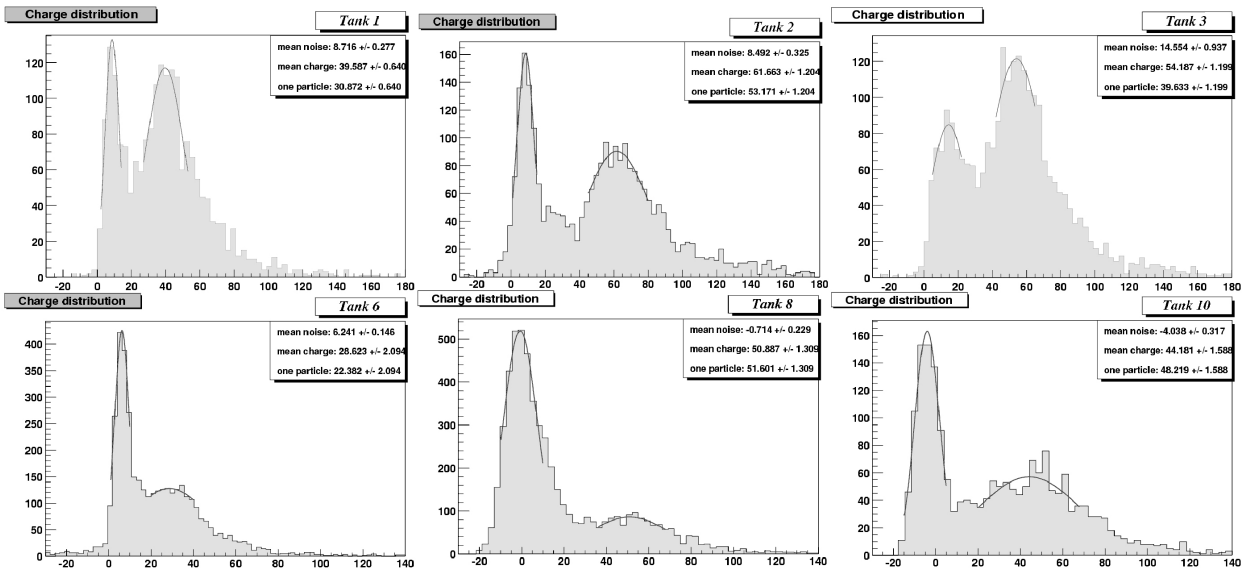 Charge distribution
Tank 1
mean noise: 8.716 +/- 0.277
mean charge: 39.587 +/- 0.640
one particle: 30.872 +/- 0.640
120
100
80
60
40
20
0
-20 0 20 40 60 80 100 120 140 160 180
Charge distribution
Tank 2
mean noise: 8.492 +/- 0.325
mean charge: 61.663 +/- 1.204
one particle: 53.171 +/- 1.204
160
140
120
100
80
60
40
20
0
-20 0 20 40 60 80 100 120 140 160 180
Charge distribution
Tank 3
mean noise: 14.554 +/- 0.937
mean charge: 54.187 +/- 1.199
one particle: 39.633 +/- 1.199
120
100
80
60
40
20
0
-20 0 20 40 60 80 100 120 140 160 180
Charge distribution
Tank 6
mean noise: 6.241 +/- 0.146
mean charge: 28.623 +/- 2.094
one particle: 22.382 +/- 2.094
400
350
300
250
200
150
100
50
0
-20 0 20 40 60 80 100 120 140
Charge distribution
Tank 8
mean noise: -0.714 +/- 0.229
mean charge: 50.887 +/- 1.309
one particle: 51.601 +/- 1.309
500
400
300
200
100
0
-20 0 20 40 60 80 100 120 140
Charge distribution
Tank 10
mean noise: -4.038 +/- 0.317
mean charge: 44.181 +/- 1.588
one particle: 48.219 +/- 1.588
160
140
120
100
80
60
40
20
0
-20 0 20 40 60 80 100 120 140